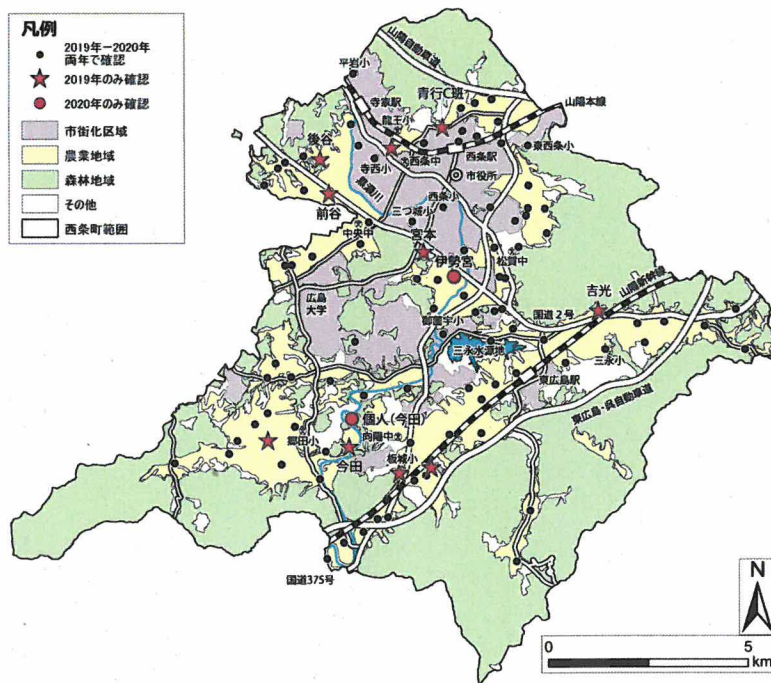 凡例
2019年－2020年
両年で確認
2019年のみ確認
2020年のみ確認
市街化区域
農業地域
森林地域
その他
西条町範囲
平岩小
山陽自動車道
寺家駅
青行C班
山陽本線
龍王小
後谷
西条中
西条駅
東西条小
寺西小
市役所
黒瀬川
西条小
前谷
三つ城小
中央中
宮本
松賀中
伊勢宮
吉光
山陽新幹線
広島
大学
国道2号
御薗宇小
三永水源地
三永小
東広島駅
東広島・呉自動車道
個人(今田)
郷田小
向陽中
今田
板城小
国道375号
N
0 5
km